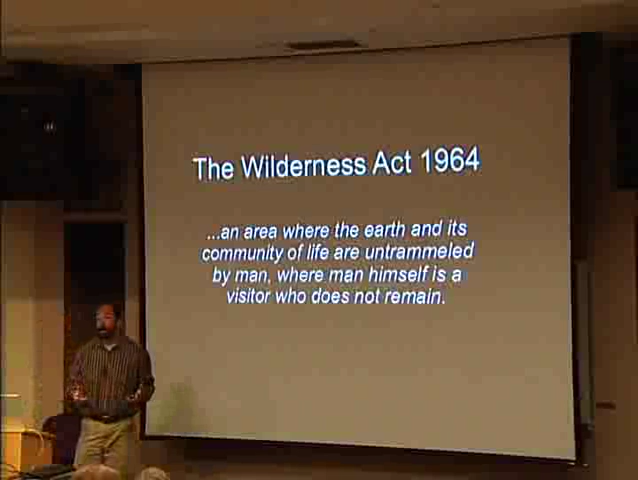 The Wilderness Act 1964
...an area where the earth and its
community of life are untrammeled
by man, where man himself is a
visitor who does not remain.